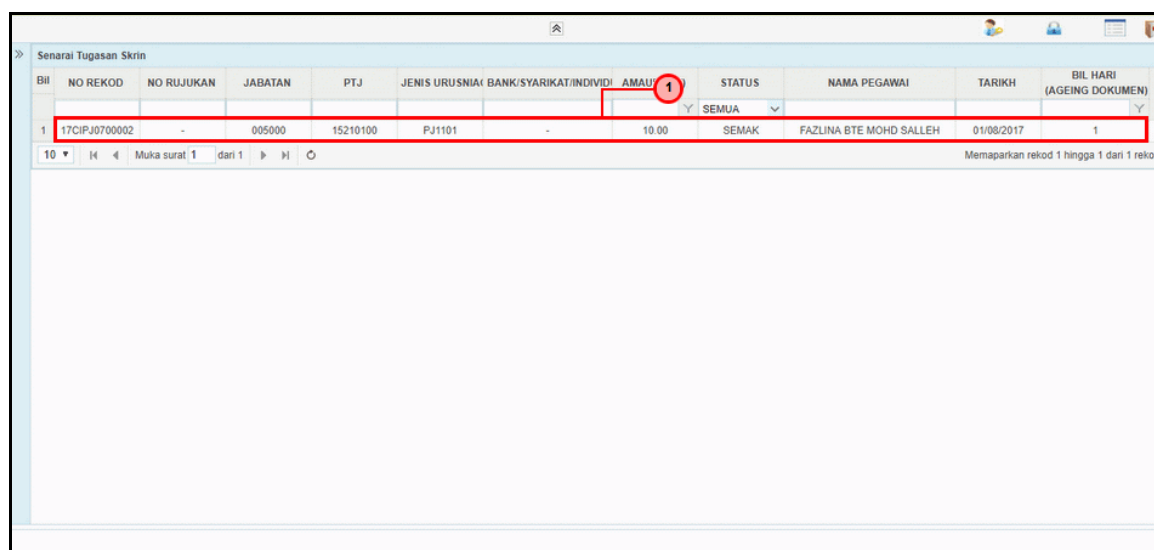 Senarai Tugasan Skrin
Bil NO REKOD NO RUJUKAN JABATAN PTJ JENIS URUSNIA BANK/SYARIKAT/INDIVID 1 STATUS NAMA PEGAWAI TARIKH BIL HARI
(AGEING DOKUMEN)
SEMUA
1 17CIPJ0700002 - 005000 15210100 PJ1101 - 10.00 SEMAK FAZLINA BTE MOHD SALLEH 01/08/2017 1
10 Muka surat 1 dari 1 Memaparkan rekod 1 hingga 1 dari 1 reko